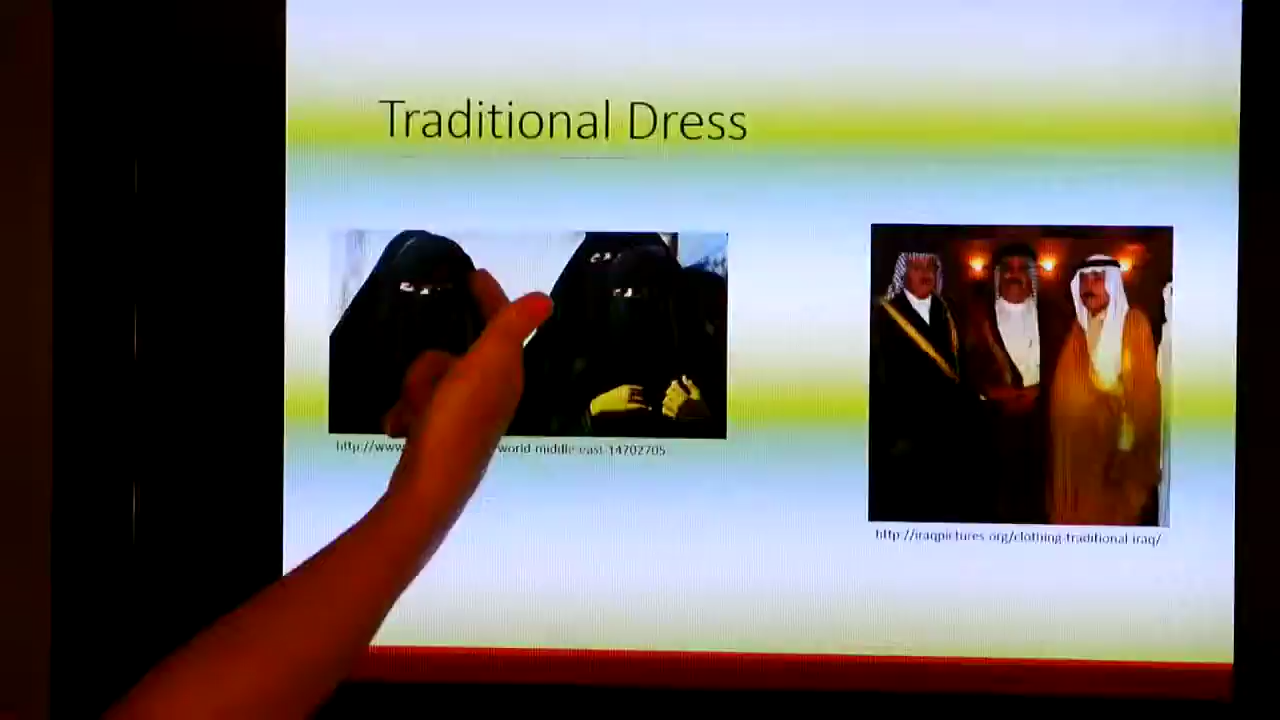 Traditional Dress
http://www world-middle-east-14702705
http://iraqpictures.org/clothing-traditional-iraq/